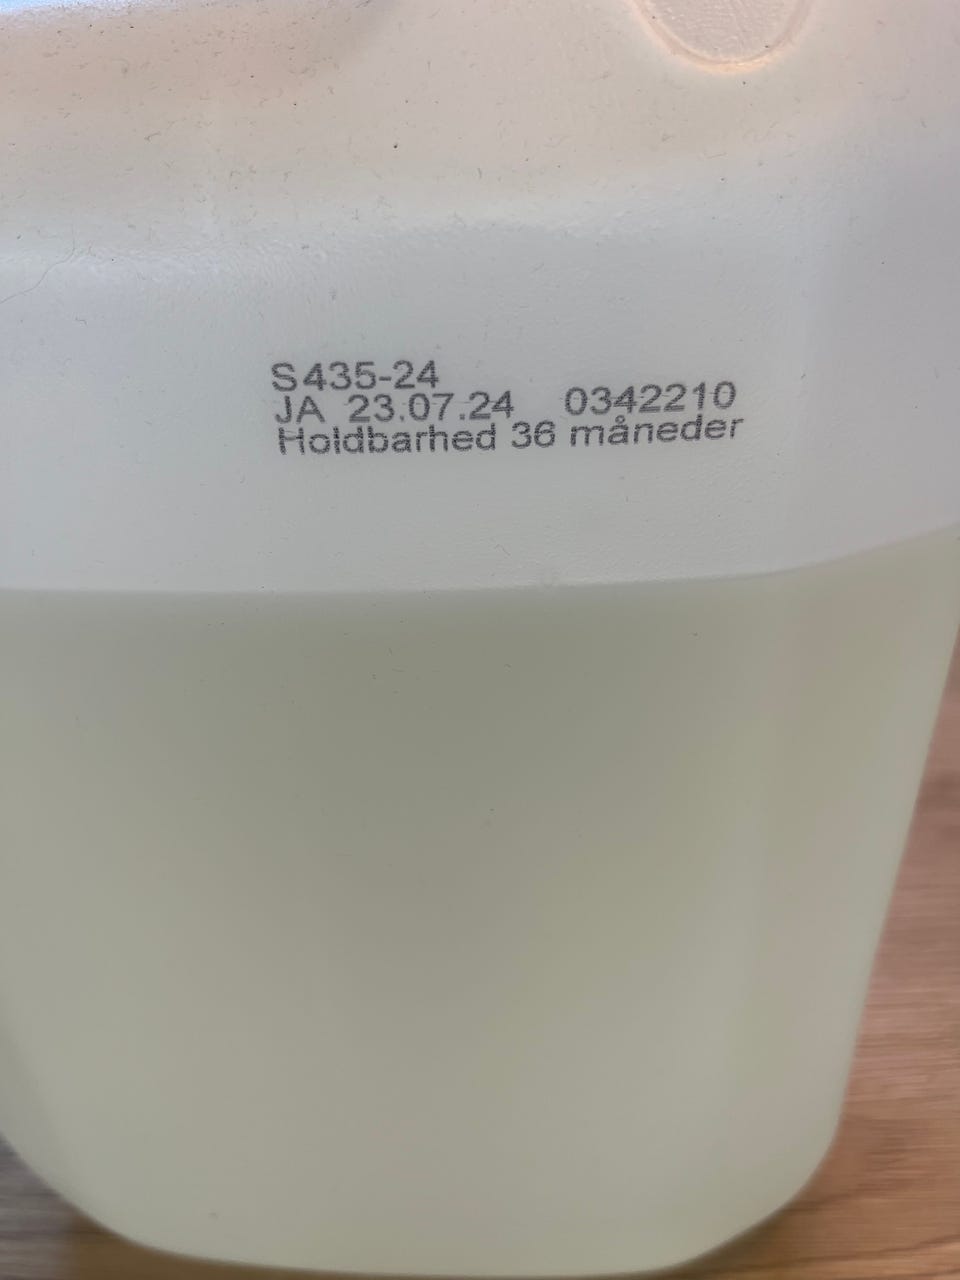 S435-24
JA 23.07.24 0342210
Holdbarhed 36 måneder